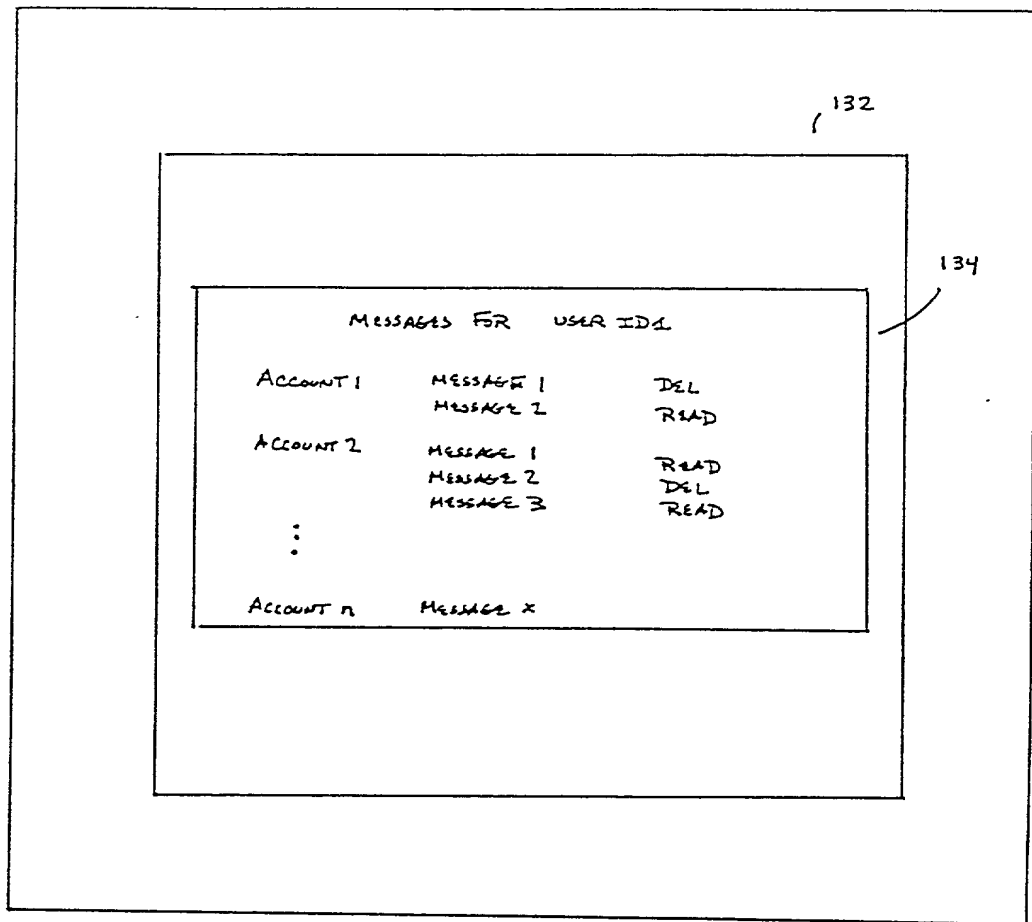 132
134
MESSAGES FOR USER ID1
ACCOUNT 1 MESSAGE 1 DEL
MESSAGE 2 READ
ACCOUNT 2 MESSAGE 1 READ
MESSAGE 2 DEL
MESSAGE 3 READ
ACCOUNT n MESSAGE x